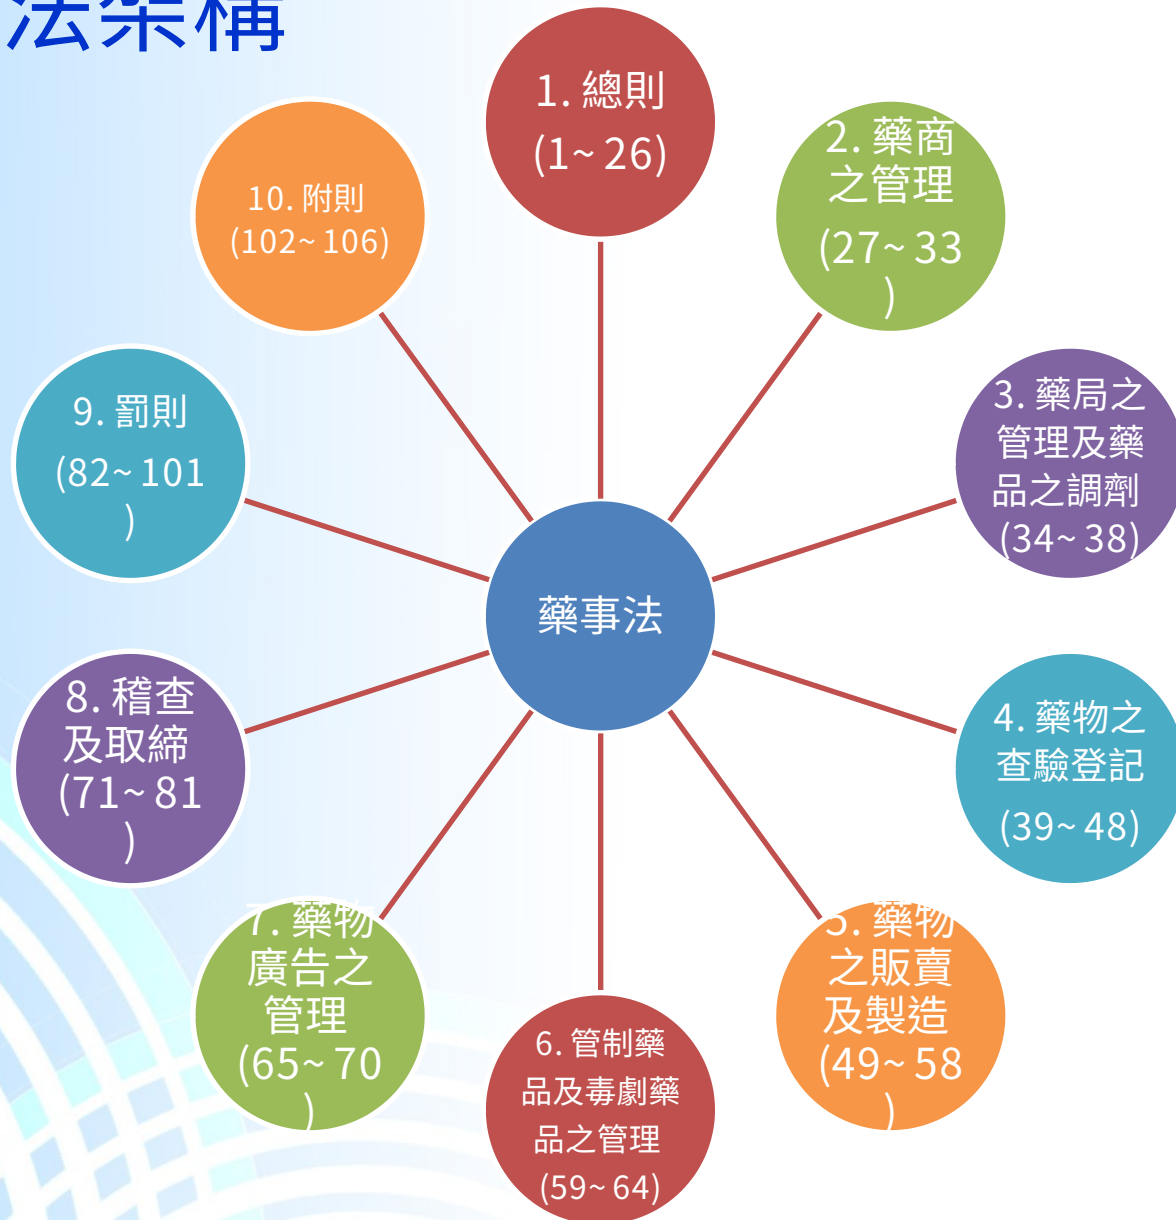 法架構
1. 總則
(1~ 26)
2. 藥商
之管理
(27~ 33
)
3. 藥局之
管理及藥
品之調劑
(34~ 38)
4. 藥物之
查驗登記
(39~ 48)
5. 藥物
之販賣
及製造
(49~ 58
)
6. 管制藥
品及毒劇藥
品之管理
(59~ 64)
7. 藥物
廣告之
管理
(65~ 70
)
8. 稽查
及取締
(71~ 81
)
9. 罰則
(82~ 101
)
10. 附則
(102~ 106)
藥事法